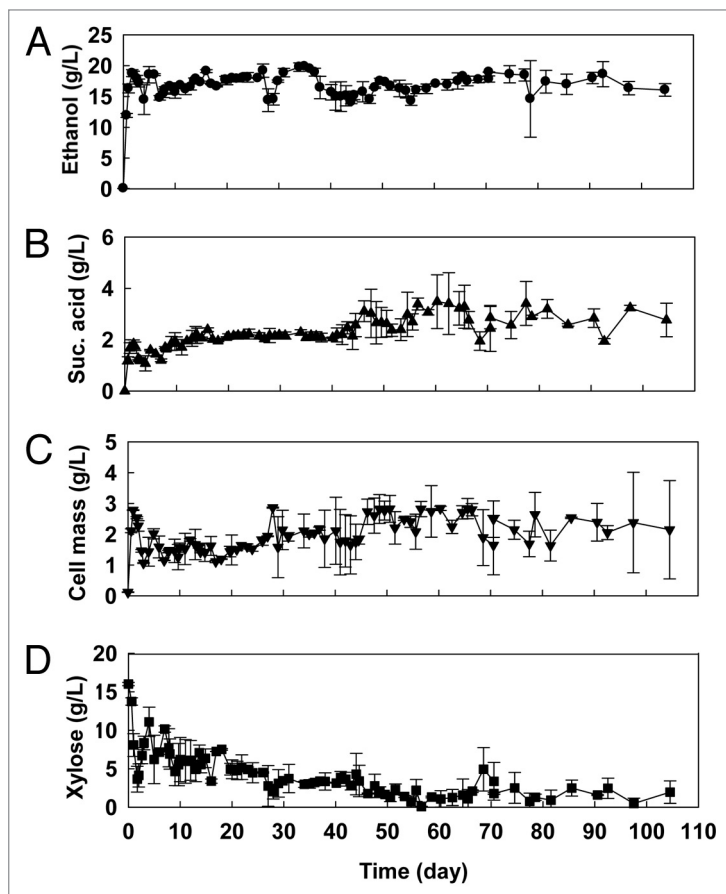 A
Ethanol (g/L)
25
20
15
10
5
0
B
Suc. acid (g/L)
6
4
2
0
C
Cell mass (g/L)
5
4
3
2
1
0
D
Xylose (g/L)
20
15
10
5
0
0 10 20 30 40 50 60 70 80 90 100 110
Time (day)